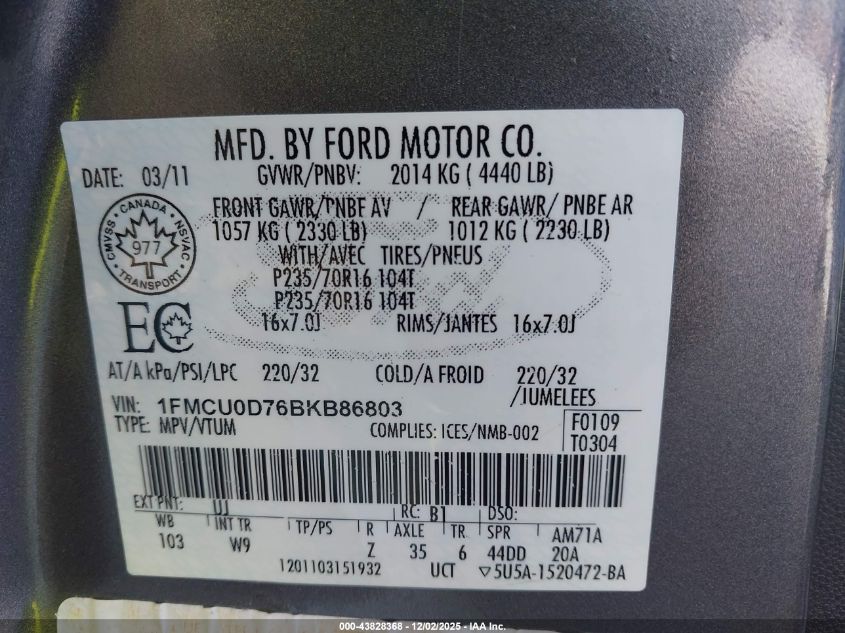 MFD. BY FORD MOTOR CO.
DATE: 03/11 GVWR/PNBV: 2014 KG ( 4440 LB)
FRONT GAWR/PNBE AV / REAR GAWR/ PNBE AR
1057 KG ( 2330 LB) 1012 KG ( 2230 LB)
WITH/AVEC TIRES/PNEUS
P235/70R16 104T
P235/70R16 104T
16x7.0J RIMS/JANTES 16x7.0J
CANADA
CMVSS NSVAC
977
TRANSPORT
EC
AT/A kPa/PSI/LPC 220/32 COLD/A FROID 220/32
/JUMELEES
VIN: 1FMCU0D76BKB86803
TYPE: MPV/VTUM COMPLIES: ICES/NMB-002
F0109
T0304
EXT PNT: UJ RC: B1 DSO:
WB INT TR TP/PS R AXLE TR SPR AM71A
103 W9 Z 35 6 44DD 20A
1201103151932 UCT ▽5U5A-1520472-BA
000-43828368 - 12/02/2025 - IAA Inc.